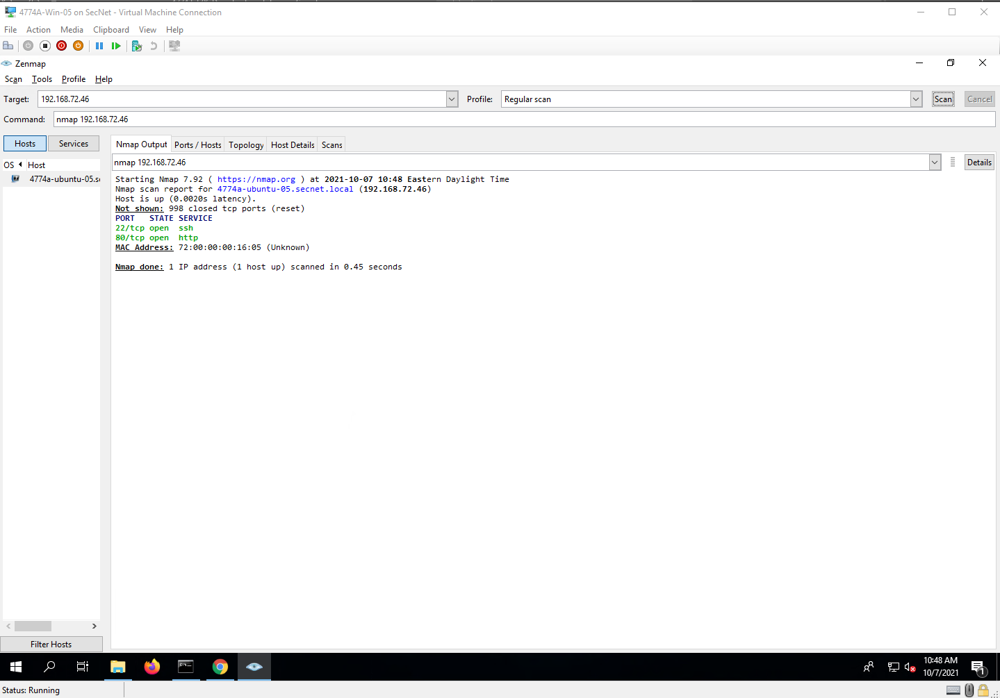 4774A-Win-05 on SecNet - Virtual Machine Connection
File Action Media Clipboard View Help
Zenmap
Scan Tools Profile Help
Target: 192.168.72.46 Profile: Regular scan Scan Cancel
Command: nmap 192.168.72.46
Hosts Services Nmap Output Ports / Hosts Topology Host Details Scans
OS Host nmap 192.168.72.46 Details
4774a-ubuntu-05.se
Starting Nmap 7.92 ( https://nmap.org ) at 2021-10-07 10:48 Eastern Daylight Time
Nmap scan report for 4774a-ubuntu-05.secnet.local (192.168.72.46)
Host is up (0.0020s latency).
Not shown: 998 closed tcp ports (reset)
PORT STATE SERVICE
22/tcp open ssh
80/tcp open http
MAC Address: 72:00:00:00:16:05 (Unknown)
Nmap done: 1 IP address (1 host up) scanned in 0.45 seconds
Filter Hosts
10:48 AM
10/7/2021
1
Status: Running